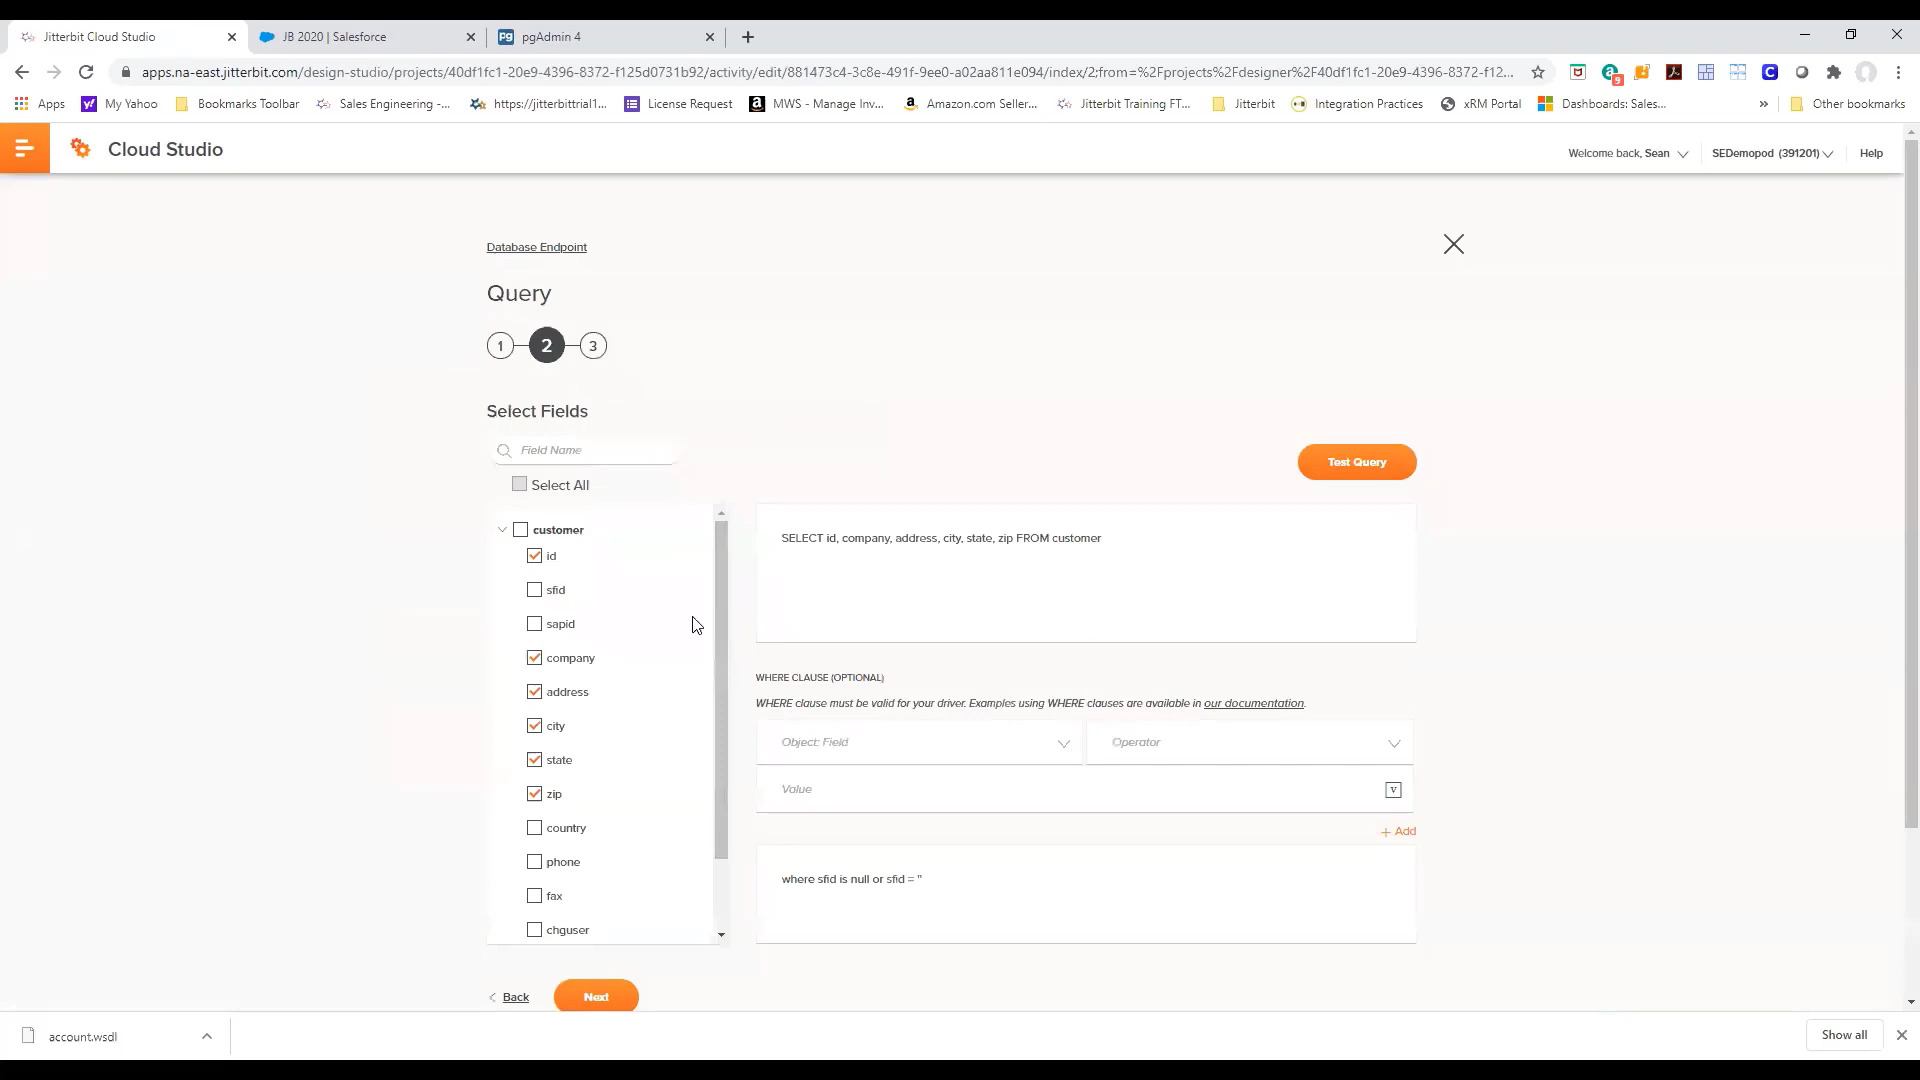 Jitterbit Cloud Studio
JB 2020 | Salesforce
Pg pgAdmin 4
apps.na-east.jitterbit.com/design-studio/projects/40df1fc1-20e9-4396-8372-f125d0731b92/activity/edit/881473c4-3c8e-491f-9ee0-a02aa811e094/index/2;from=%2Fprojects%2Fdesigner%2F40df1fc1-20e9-4396-8372-f12...
9
Apps
My Yahoo
Bookmarks Toolbar
Sales Engineering -...
https://jitterbittrial1...
License Request
MWS - Manage Inv...
Amazon.com Seller...
Jitterbit Training FT...
Jitterbit
Integration Practices
xRM Portal
Dashboards: Sales...
»
Other bookmarks
Cloud Studio
Welcome back, Sean
SEDemopod (391201)
Help
Database Endpoint
Query
1 2 3
Select Fields
Field Name
Test Query
Select All
customer
id
sfid
sapid
company
address
city
state
zip
country
phone
fax
chguser
SELECT id, company, address, city, state, zip FROM customer
WHERE CLAUSE (OPTIONAL)
WHERE clause must be valid for your driver. Examples using WHERE clauses are available in our documentation.
Object: Field
Operator
Value
v
+ Add
where sfid is null or sfid = ''
< Back
Next
account.wsdl
Show all